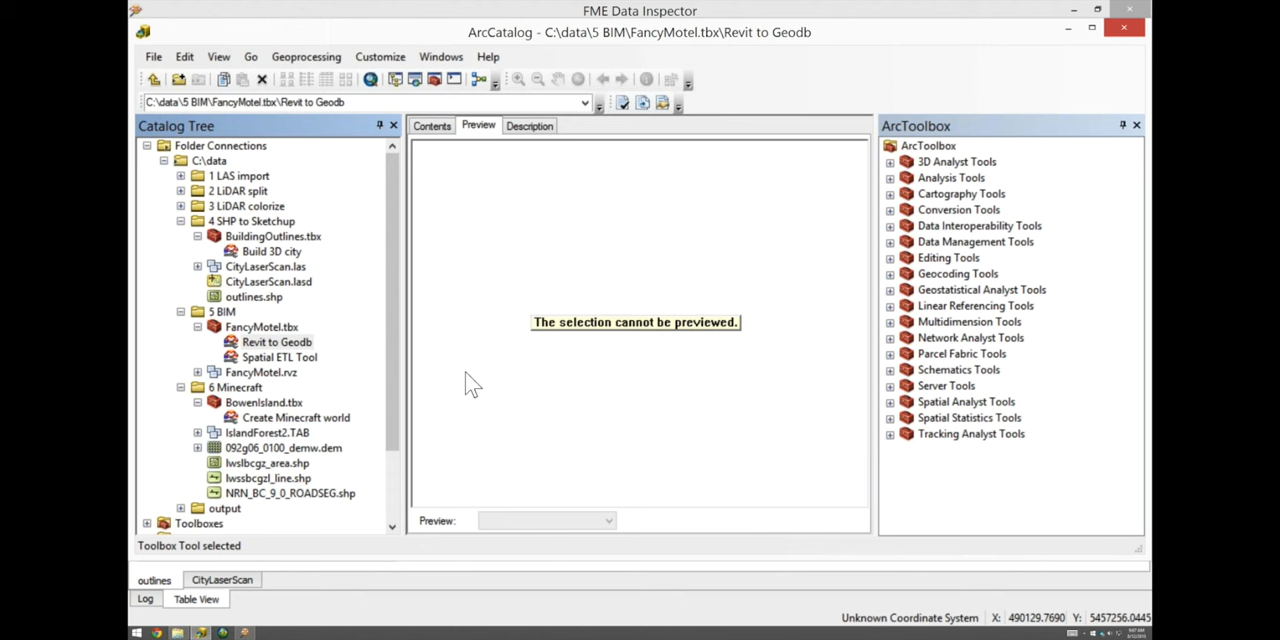 FME Data Inspector
ArcCatalog - C:\data\5 BIM\FancyMotel.tbx\Revit to Geodb
File Edit View Go Geoprocessing Customize Windows Help
C:\data\5 BIM\FancyMotel.tbx\Revit to Geodb
Catalog Tree
Folder Connections
C:\data
1 LAS import
2 LiDAR split
3 LiDAR colorize
4 SHP to Sketchup
BuildingOutlines.tbx
Build 3D city
CityLaserScan.las
CityLaserScan.lasd
outlines.shp
5 BIM
FancyMotel.tbx
Revit to Geodb
Spatial ETL Tool
FancyMotel.rvz
6 Minecraft
BowenIsland.tbx
Create Minecraft world
IslandForest2.TAB
092g06_0100_demw.dem
lwslbcgz_area.shp
lwssbcgzl_line.shp
NRN_BC_9_0_ROADSEG.shp
output
Toolboxes
Contents Preview Description
The selection cannot be previewed.
Preview:
ArcToolbox
ArcToolbox
3D Analyst Tools
Analysis Tools
Cartography Tools
Conversion Tools
Data Interoperability Tools
Data Management Tools
Editing Tools
Geocoding Tools
Geostatistical Analyst Tools
Linear Referencing Tools
Multidimension Tools
Network Analyst Tools
Parcel Fabric Tools
Schematics Tools
Server Tools
Spatial Analyst Tools
Spatial Statistics Tools
Tracking Analyst Tools
Toolbox Tool selected
outlines CityLaserScan
Log Table View
Unknown Coordinate System X: 490129.7690 Y: 5457256.0445